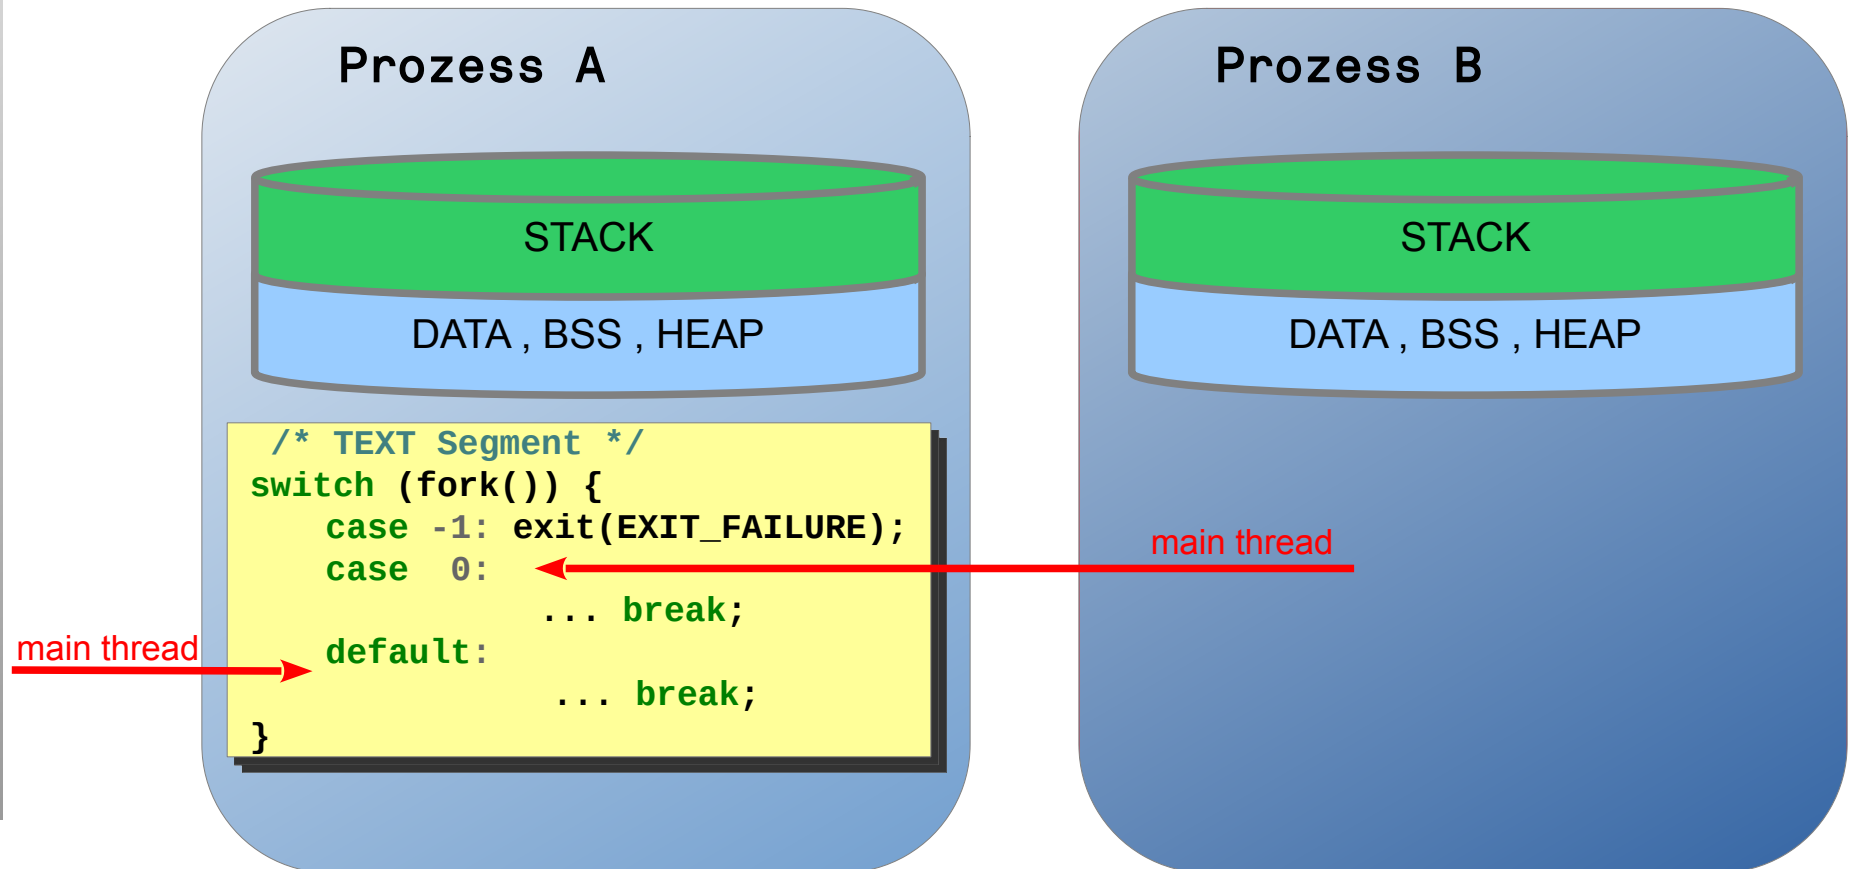 Prozess A
STACK
DATA , BSS , HEAP
/* TEXT Segment */
switch (fork()) {
case -1: exit(EXIT_FAILURE);
case 0:
... break;
default:
... break;
}
main thread
Prozess B
STACK
DATA , BSS , HEAP
main thread